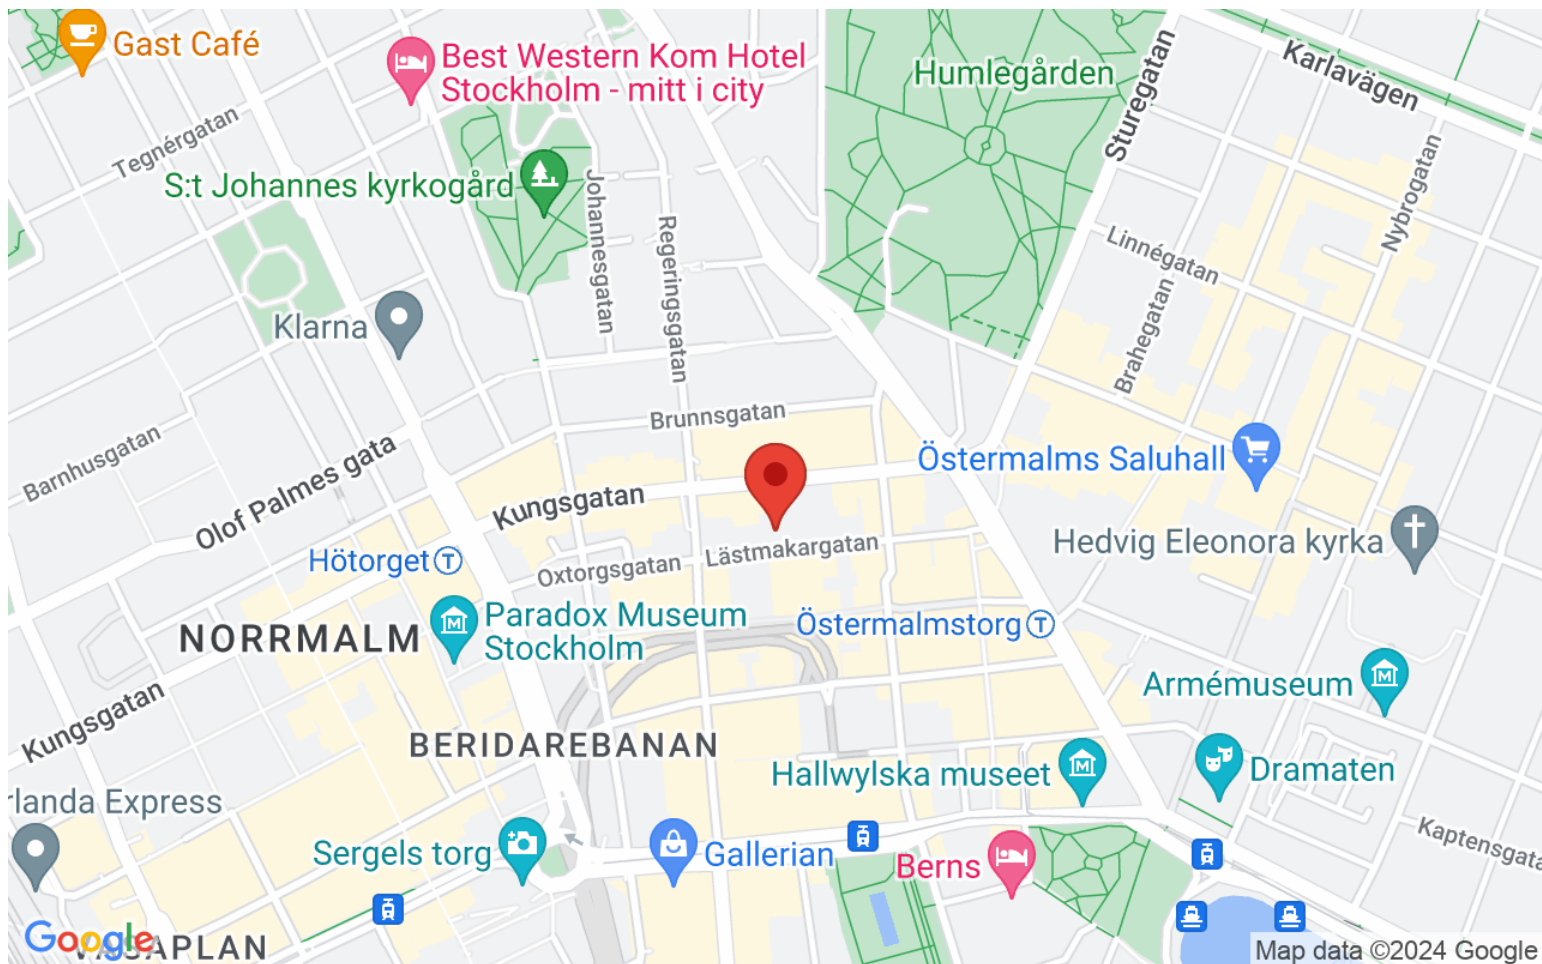 Gast Café
Best Western Kom Hotel
Stockholm - mitt i city
Humlegården
Karlavägen
Sturegatan
Tegnérgatan
Nybrogatan
S:t Johannes kyrkogård
Johannesgatan
Regeringsgatan
Linnégatan
Klarna
Brahegatan
Brunnsgatan
Barnhusgatan
Olof Palmes gata
Östermalms Saluhall
Kungsgatan
Hedvig Eleonora kyrka
Hötorget
T
Oxtorgsgatan
Lästmakargatan
NORRMALM
Paradox Museum
Stockholm
Östermalmstorg
T
Armémuseum
Kungsgatan
BERIDAREBANAN
Hallwylska museet
Dramaten
rlanda Express
Sergels torg
Gallerian
Berns
Kaptensgata
Google
VASAPLAN
Map data ©2024 Google